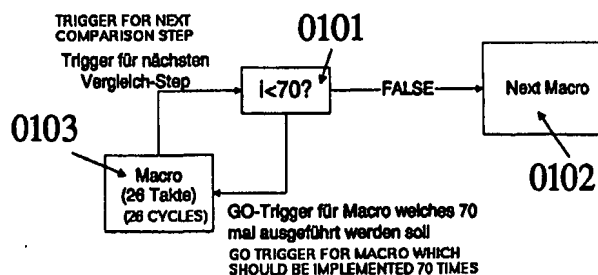 TRIGGER FOR NEXT
COMPARISON STEP
Trigger für nächsten
Vergleich-Step
0101
i<70?
FALSE
Next Macro
0102
0103
Macro
(26 Takte)
(26 CYCLES)
GO-Trigger für Macro welches 70
mal ausgeführt werden soll
GO TRIGGER FOR MACRO WHICH
SHOULD BE IMPLEMENTED 70 TIMES